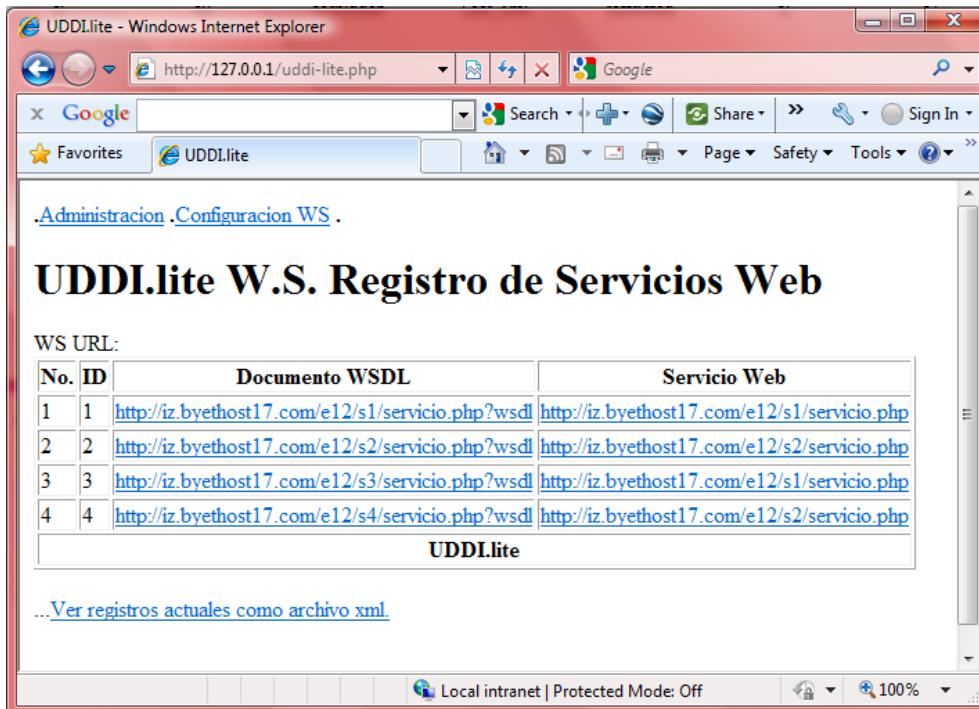 UDDI.lite - Windows Internet Explorer
http://127.0.0.1/uddi-lite.php Google
x Google Search Share >> Sign In
Favorites UDDI.lite Page Safety Tools >>
.Administracion .Configuracion WS .
UDDI.lite W.S. Registro de Servicios Web
WS URL:
No. ID Documento WSDL Servicio Web
1 1 http://iz.byethost17.com/e12/s1/servicio.php?wsdl http://iz.byethost17.com/e12/s1/servicio.php
2 2 http://iz.byethost17.com/e12/s2/servicio.php?wsdl http://iz.byethost17.com/e12/s2/servicio.php
3 3 http://iz.byethost17.com/e12/s3/servicio.php?wsdl http://iz.byethost17.com/e12/s1/servicio.php
4 4 http://iz.byethost17.com/e12/s4/servicio.php?wsdl http://iz.byethost17.com/e12/s2/servicio.php
UDDI.lite
...Ver registros actuales como archivo xml.
Local intranet | Protected Mode: Off 100%